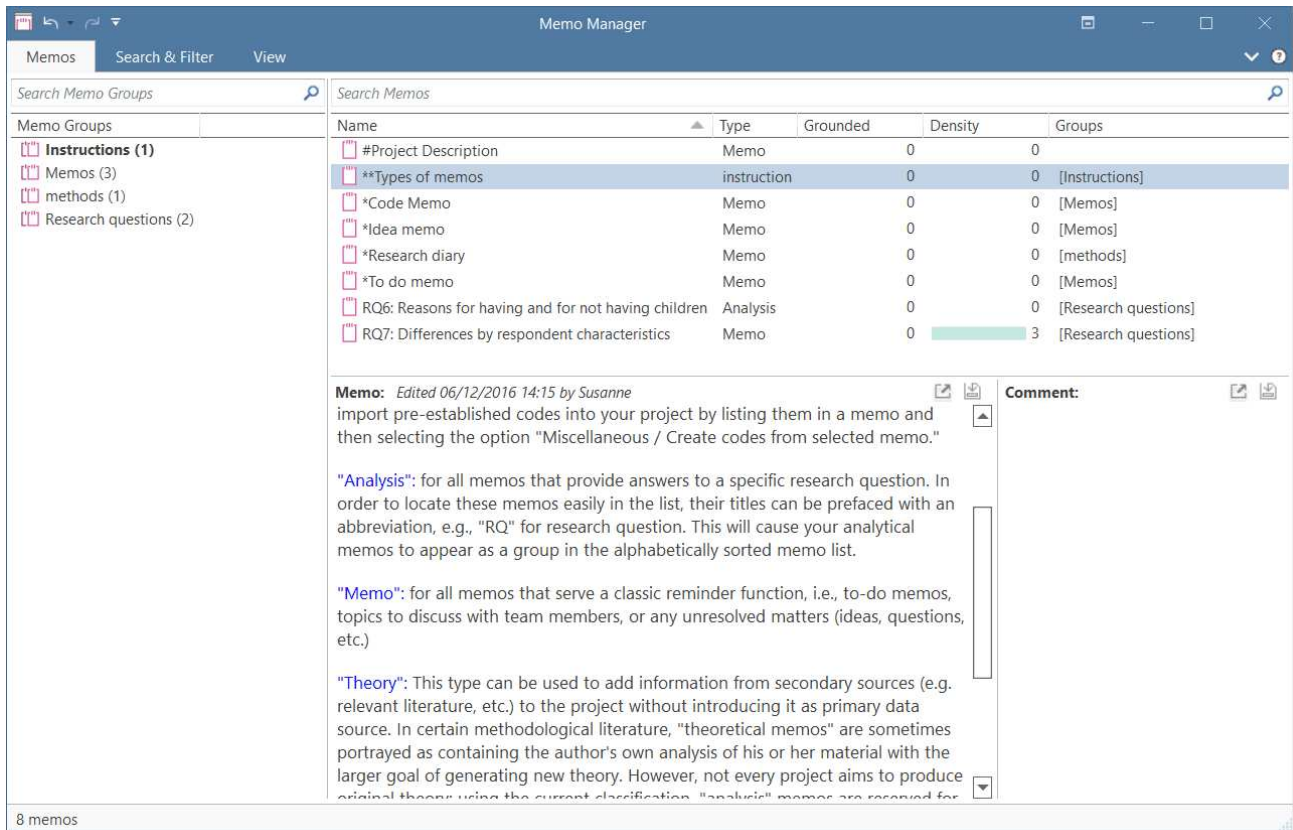 Memo Manager
Memos Search & Filter View
Search Memo Groups
Memo Groups
Instructions (1)
Memos (3)
methods (1)
Research questions (2)
Search Memos
Name Type Grounded Density Groups
#Project Description Memo 0 0
**Types of memos instruction 0 0 [Instructions]
*Code Memo Memo 0 0 [Memos]
*Idea memo Memo 0 0 [Memos]
*Research diary Memo 0 0 [methods]
*To do memo Memo 0 0 [Memos]
RQ6: Reasons for having and for not having children Analysis 0 0 [Research questions]
RQ7: Differences by respondent characteristics Memo 0 3 [Research questions]
Memo: Edited 06/12/2016 14:15 by Susanne
import pre-established codes into your project by listing them in a memo and
then selecting the option "Miscellaneous / Create codes from selected memo."
"Analysis": for all memos that provide answers to a specific research question. In
order to locate these memos easily in the list, their titles can be prefaced with an
abbreviation, e.g., "RQ" for research question. This will cause your analytical
memos to appear as a group in the alphabetically sorted memo list.
"Memo": for all memos that serve a classic reminder function, i.e., to-do memos,
topics to discuss with team members, or any unresolved matters (ideas, questions,
etc.)
"Theory": This type can be used to add information from secondary sources (e.g.
relevant literature, etc.) to the project without introducing it as primary data
source. In certain methodological literature, "theoretical memos" are sometimes
portrayed as containing the author's own analysis of his or her material with the
larger goal of generating new theory. However, not every project aims to produce
original theory: using the current classification, "analysis" memos are reserved for
Comment:
8 memos